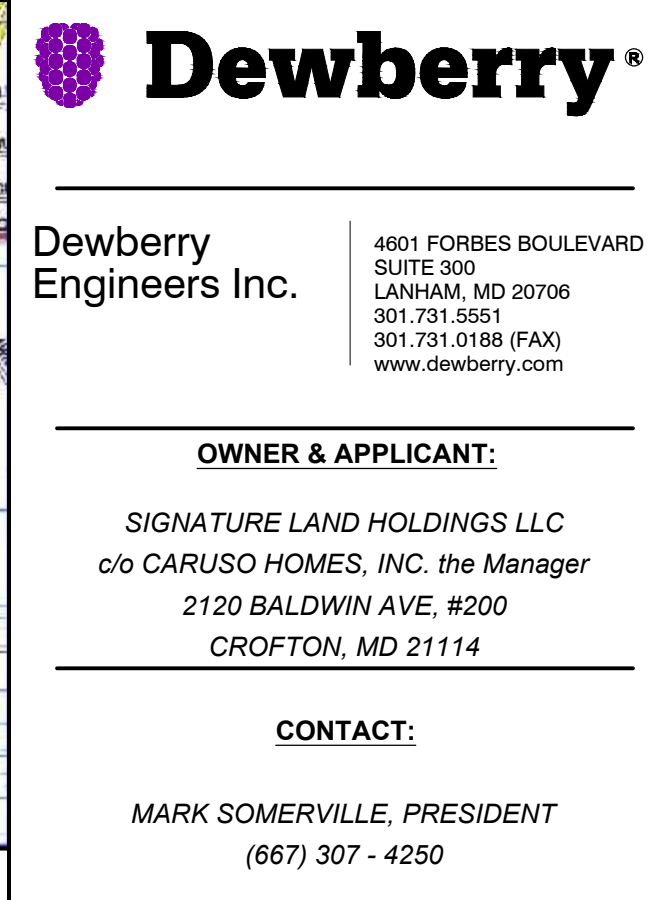 Dewberry®
Dewberry
Engineers Inc.
4601 FORBES BOULEVARD
SUITE 300
LANHAM, MD 20706
301.731.5551
301.731.0188 (FAX)
www.dewberry.com
OWNER & APPLICANT:
SIGNATURE LAND HOLDINGS LLC
c/o CARUSO HOMES, INC. the Manager
2120 BALDWIN AVE, #200
CROFTON, MD 21114
CONTACT:
MARK SOMERVILLE, PRESIDENT
(667) 307 - 4250